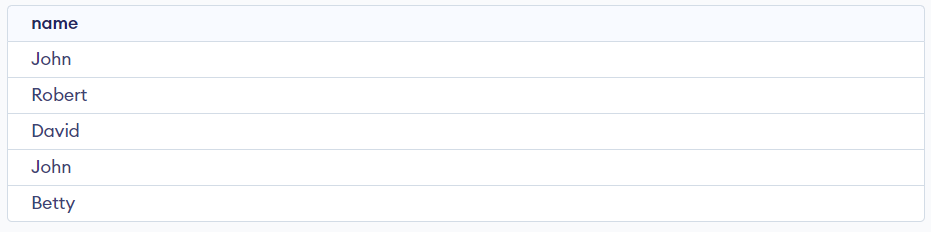 name
John
Robert
David
John
Betty